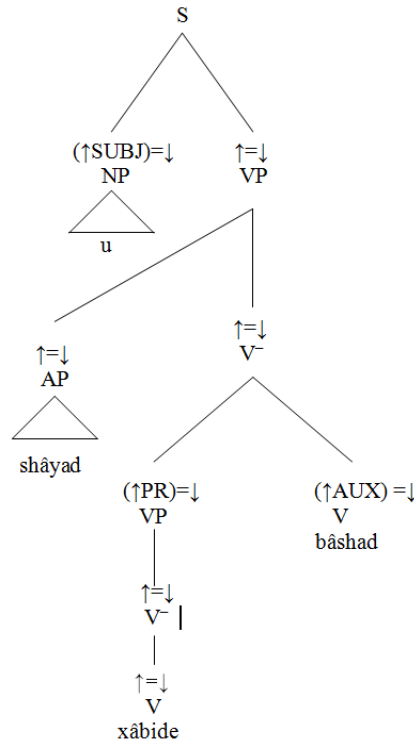 S
(↑SUBJ)=↓ ↑=↓
NP VP
u
↑=↓ ↑=↓
AP V⁻
shâyad
(↑PR)=↓ (↑AUX) =↓
VP V
bâshad
↑=↓
V⁻ |
↑=↓
V
xâbide